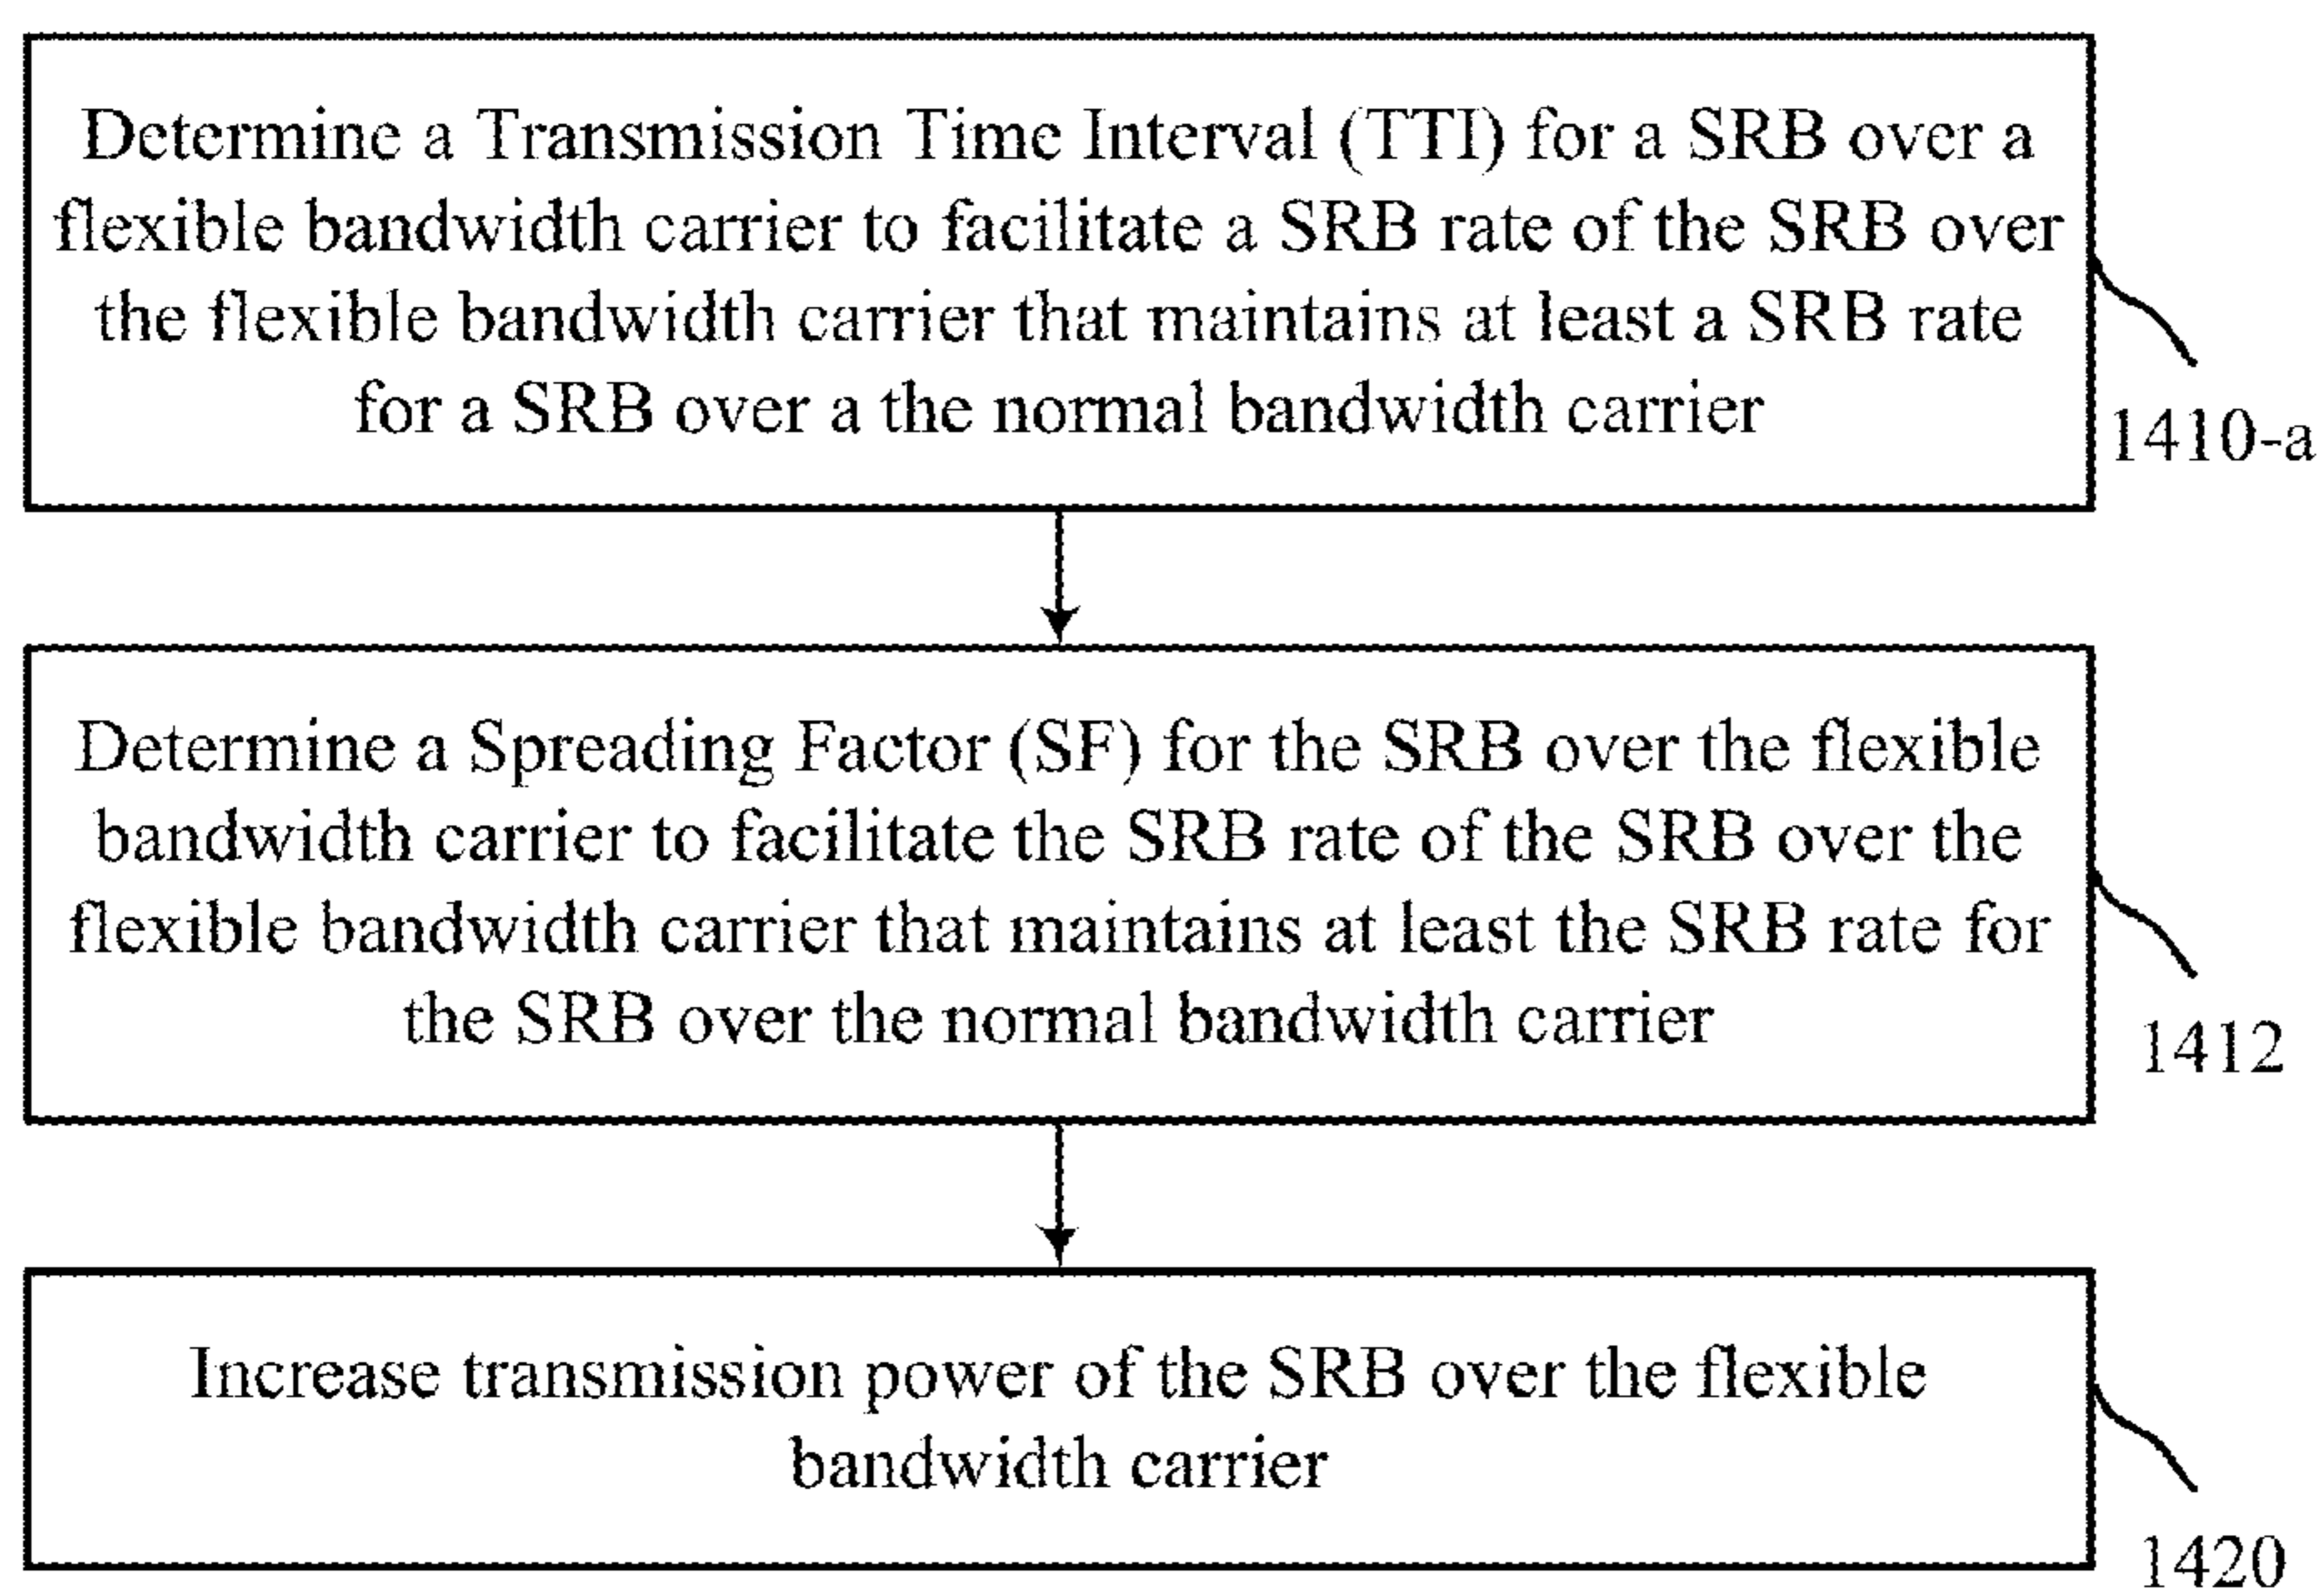 Determine a Transmission Time Interval (TTI) for a SRB over a
flexible bandwidth carrier to facilitate a SRB rate of the SRB over
the flexible bandwidth carrier that maintains at least a SRB rate
for a SRB over a the normal bandwidth carrier
1410-a
Determine a Spreading Factor (SF) for the SRB over the flexible
bandwidth carrier to facilitate the SRB rate of the SRB over the
flexible bandwidth carrier that maintains at least the SRB rate for
the SRB over the normal bandwidth carrier
1412
Increase transmission power of the SRB over the flexible
bandwidth carrier
1420